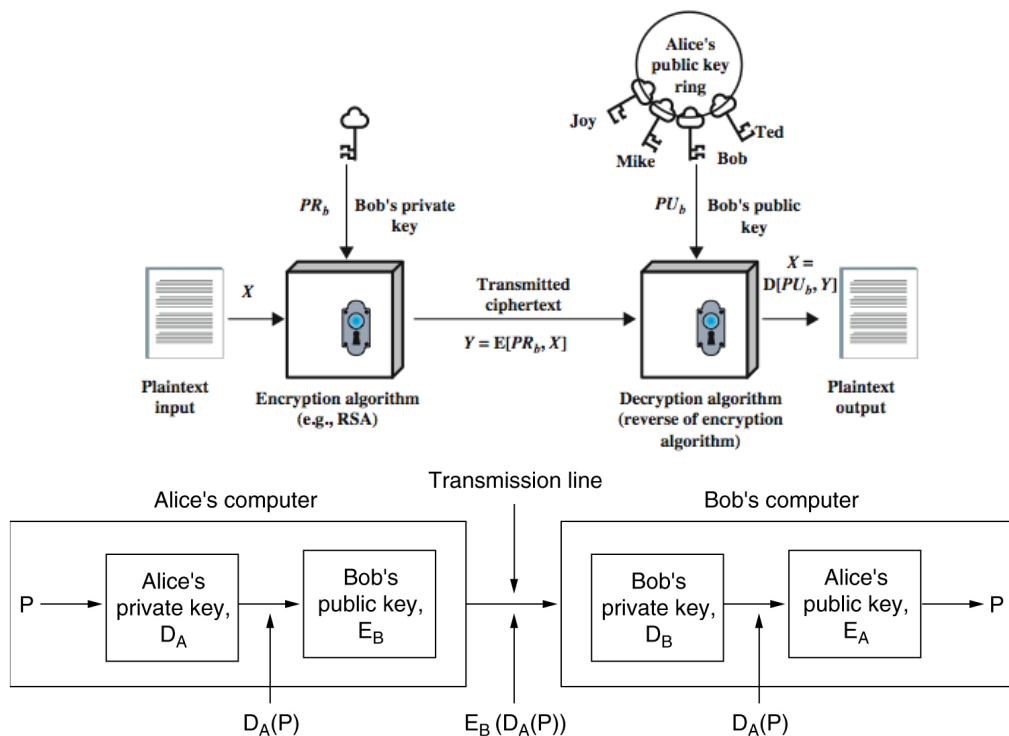 Alice's
public key
ring
Joy
Mike
Bob
Ted
PR_b
Bob's private
key
PU_b
Bob's public
key
X
Transmitted
ciphertext
X =
D[PU_b, Y]
Y = E[PR_b, X]
Plaintext
input
Encryption algorithm
(e.g., RSA)
Decryption algorithm
(reverse of encryption
algorithm)
Plaintext
output
Transmission line
Alice's computer
Bob's computer
P
Alice's
private key,
D_A
Bob's
public key,
E_B
Bob's
private key,
D_B
Alice's
public key,
E_A
P
D_A(P)
E_B (D_A(P))
D_A(P)